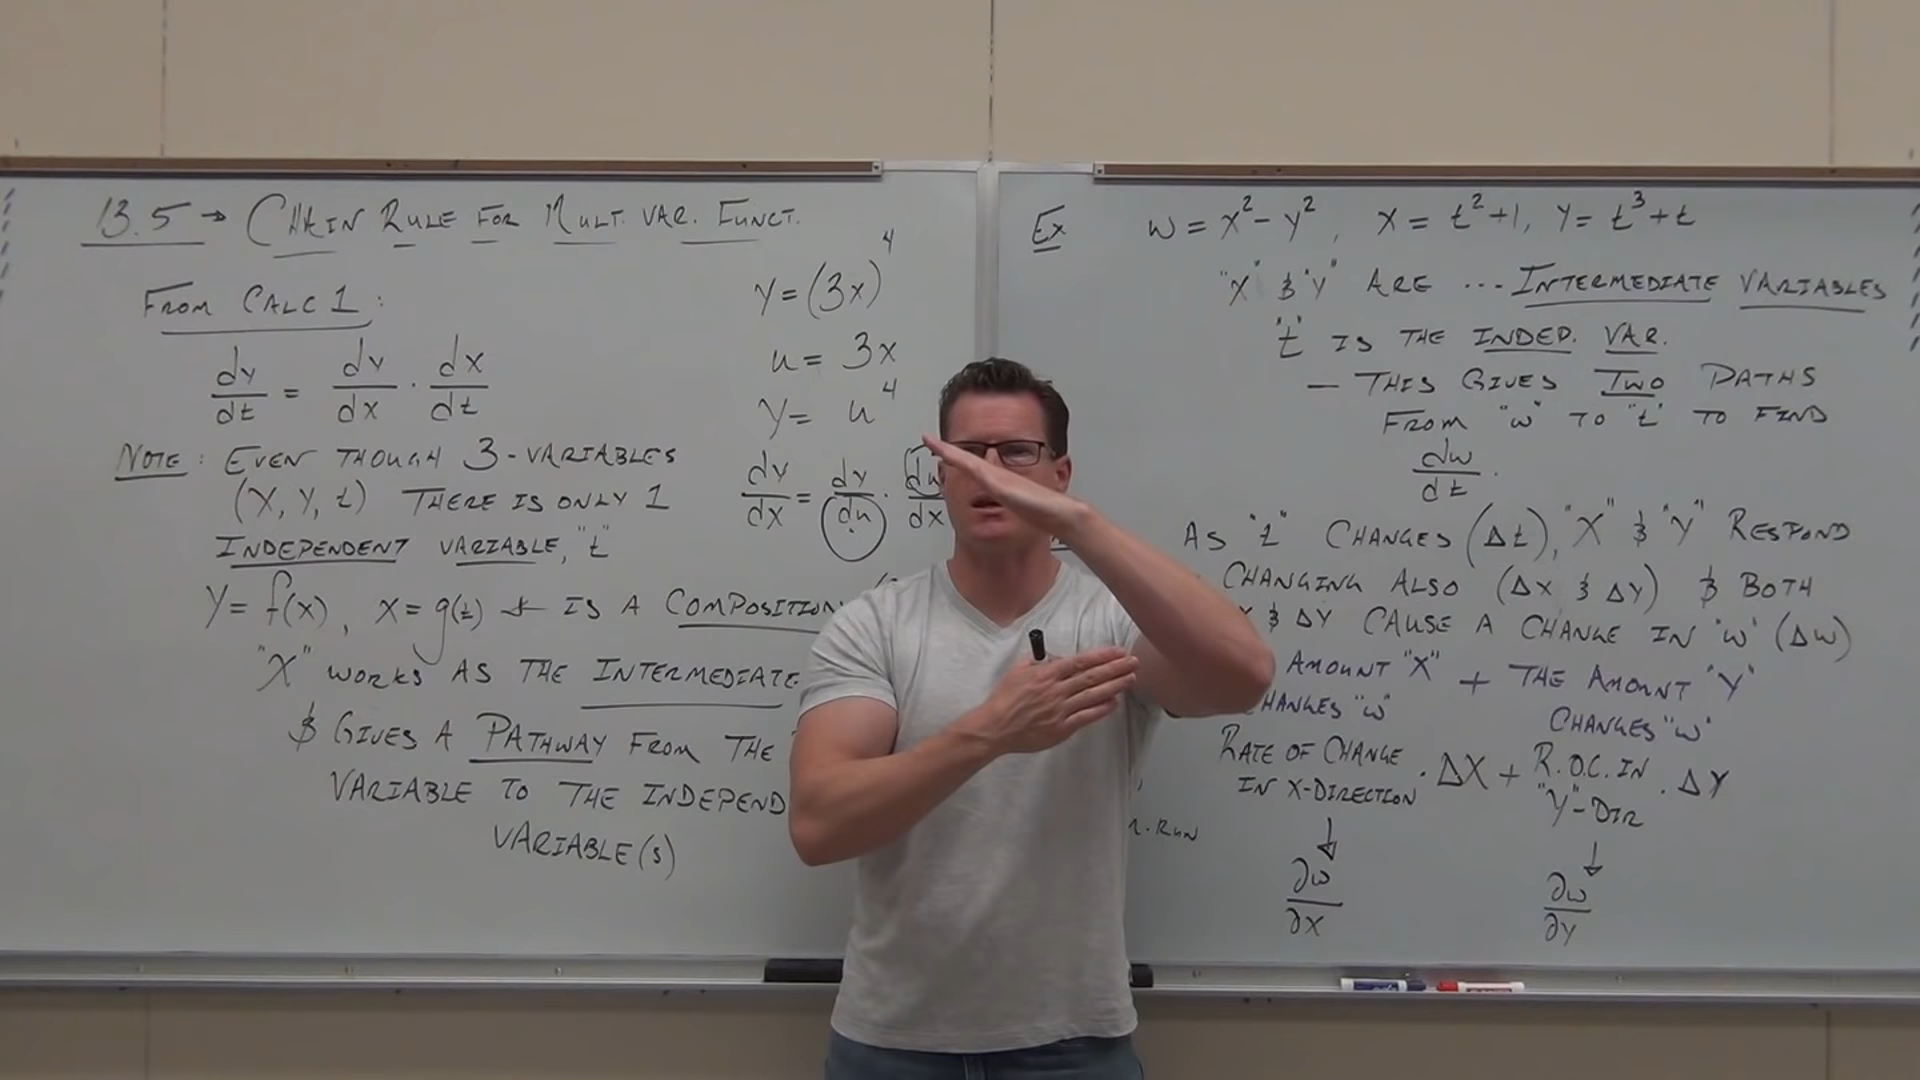 13.5 → CHAIN RULE FOR MULT. VAR. FUNCT.
FROM CALC 1:
dy/dt = dy/dx · dx/dt
NOTE: EVEN THOUGH 3-VARIABLES
(X, Y, t) THERE IS ONLY 1
INDEPENDENT VARIABLE, "t"
Y = f(x), X = g(t) ← IS A COMPOSITION
"X" WORKS AS THE INTERMEDIATE
& GIVES A PATHWAY FROM THE
VARIABLE TO THE INDEPEND
VARIABLE(S)
Y = (3x)⁴
u = 3x
Y = u⁴
dy/dx = dy/du · du/dx
Ex w = x² - y², X = t² + 1, Y = t³ + t
"X" & "Y" ARE ... INTERMEDIATE VARIABLES
"t" IS THE INDEP. VAR.
— THIS GIVES TWO PATHS
FROM "w" TO "t" TO FIND
dw/dt.
AS "t" CHANGES (Δt), "X" & "Y" RESPOND
CHANGING ALSO (Δx & Δy) & BOTH
& ΔY CAUSE A CHANGE IN "w" (Δw)
AMOUNT "X" + THE AMOUNT "Y"
CHANGES "w" CHANGES "w"
RATE OF CHANGE IN X-DIRECTION · ΔX + R.O.C. IN "Y"-DIR · ΔY
RUN
↓ ↓
∂w/∂x ∂w/∂y